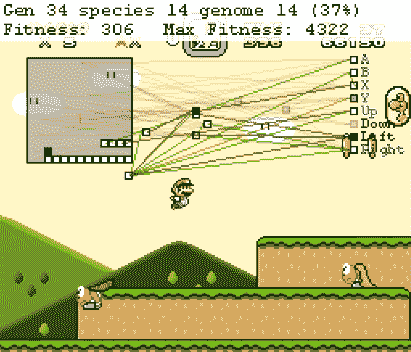 Gen 34 species 14 genome 14 (37%)
Fitness: 306 Max Fitness: 4322
A
B
X
Y
Up
Down
Left
Right